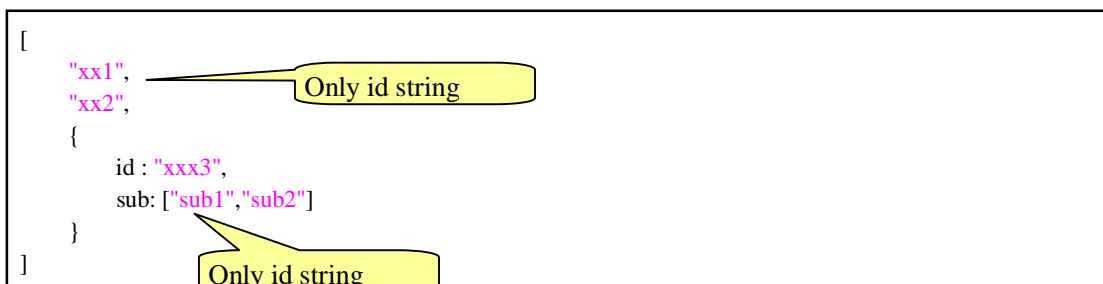 [
"xx1",
Only id string
"xx2",
{
id : "xxx3",
sub: ["sub1","sub2"]
}
]
Only id string